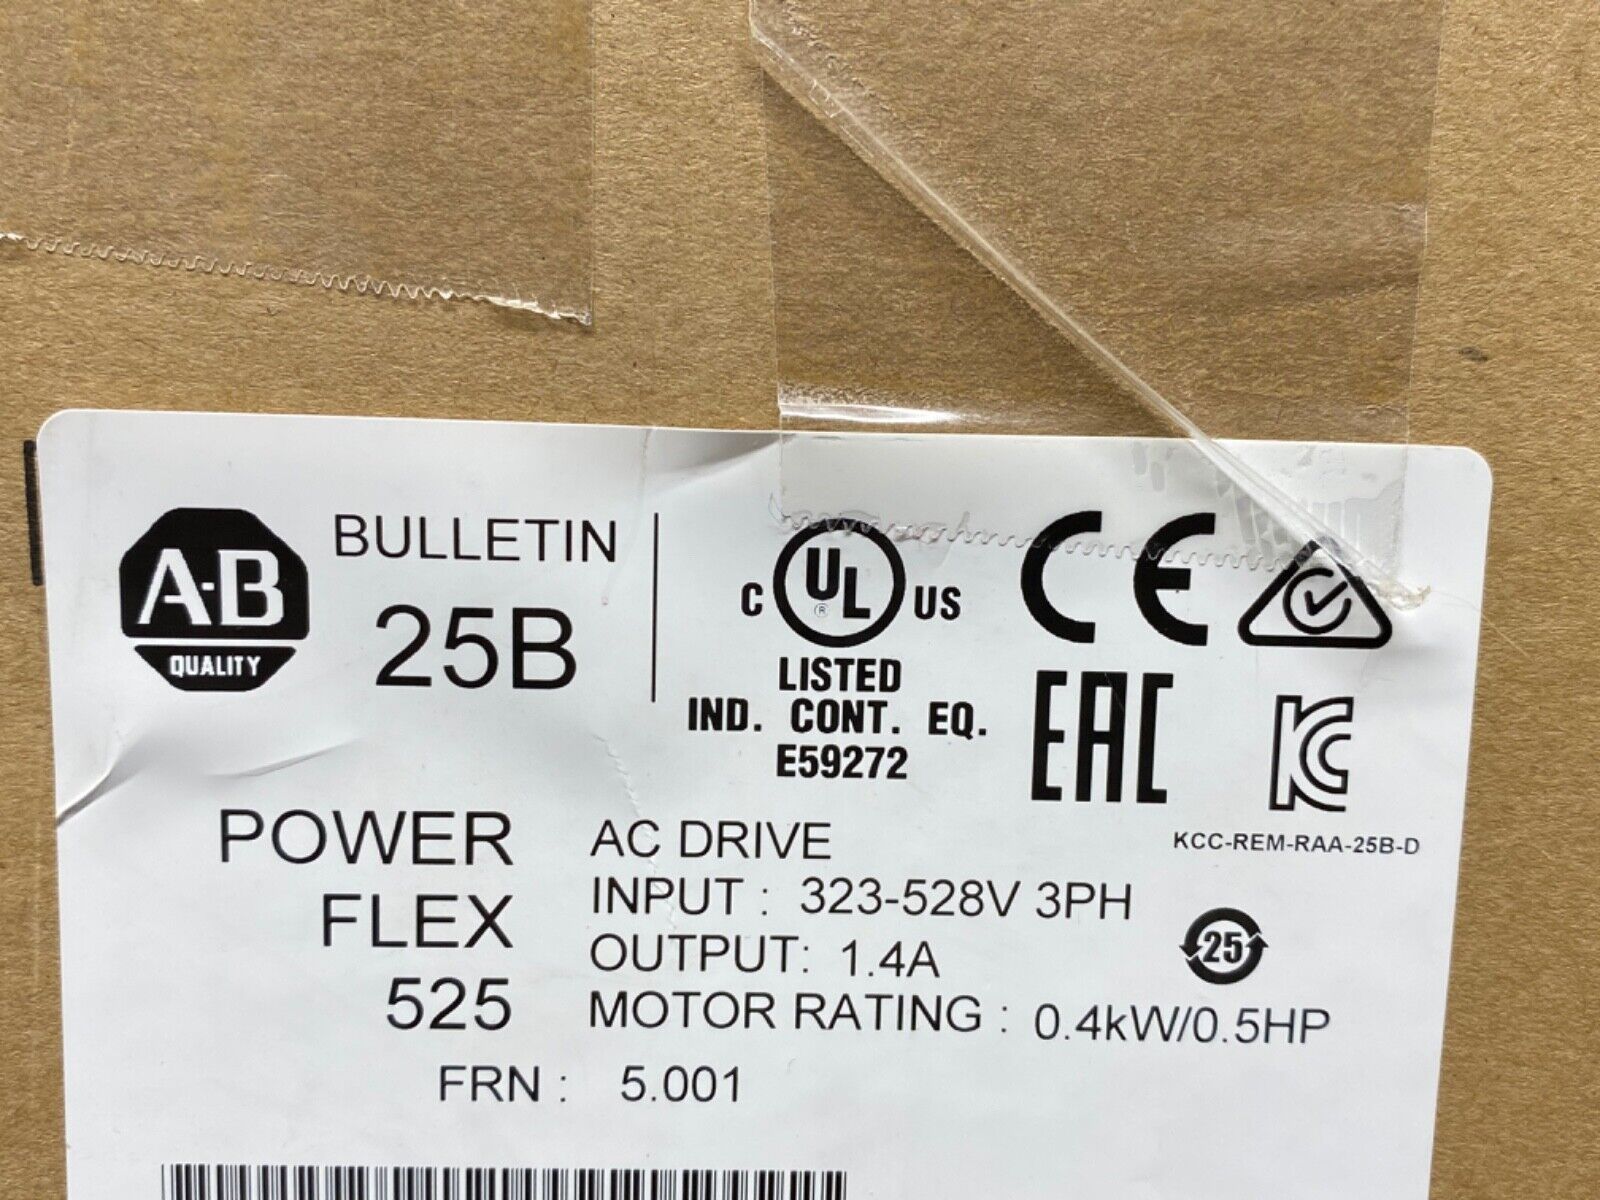 A-B
QUALITY
BULLETIN
25B
C UL US
®
LISTED
IND. CONT. EQ.
E59272
CE
EAC
KC
KCC-REM-RAA-25B-D
POWER
FLEX
525
AC DRIVE
INPUT : 323-528V 3PH
OUTPUT: 1.4A
MOTOR RATING : 0.4kW/0.5HP
25
FRN : 5.001